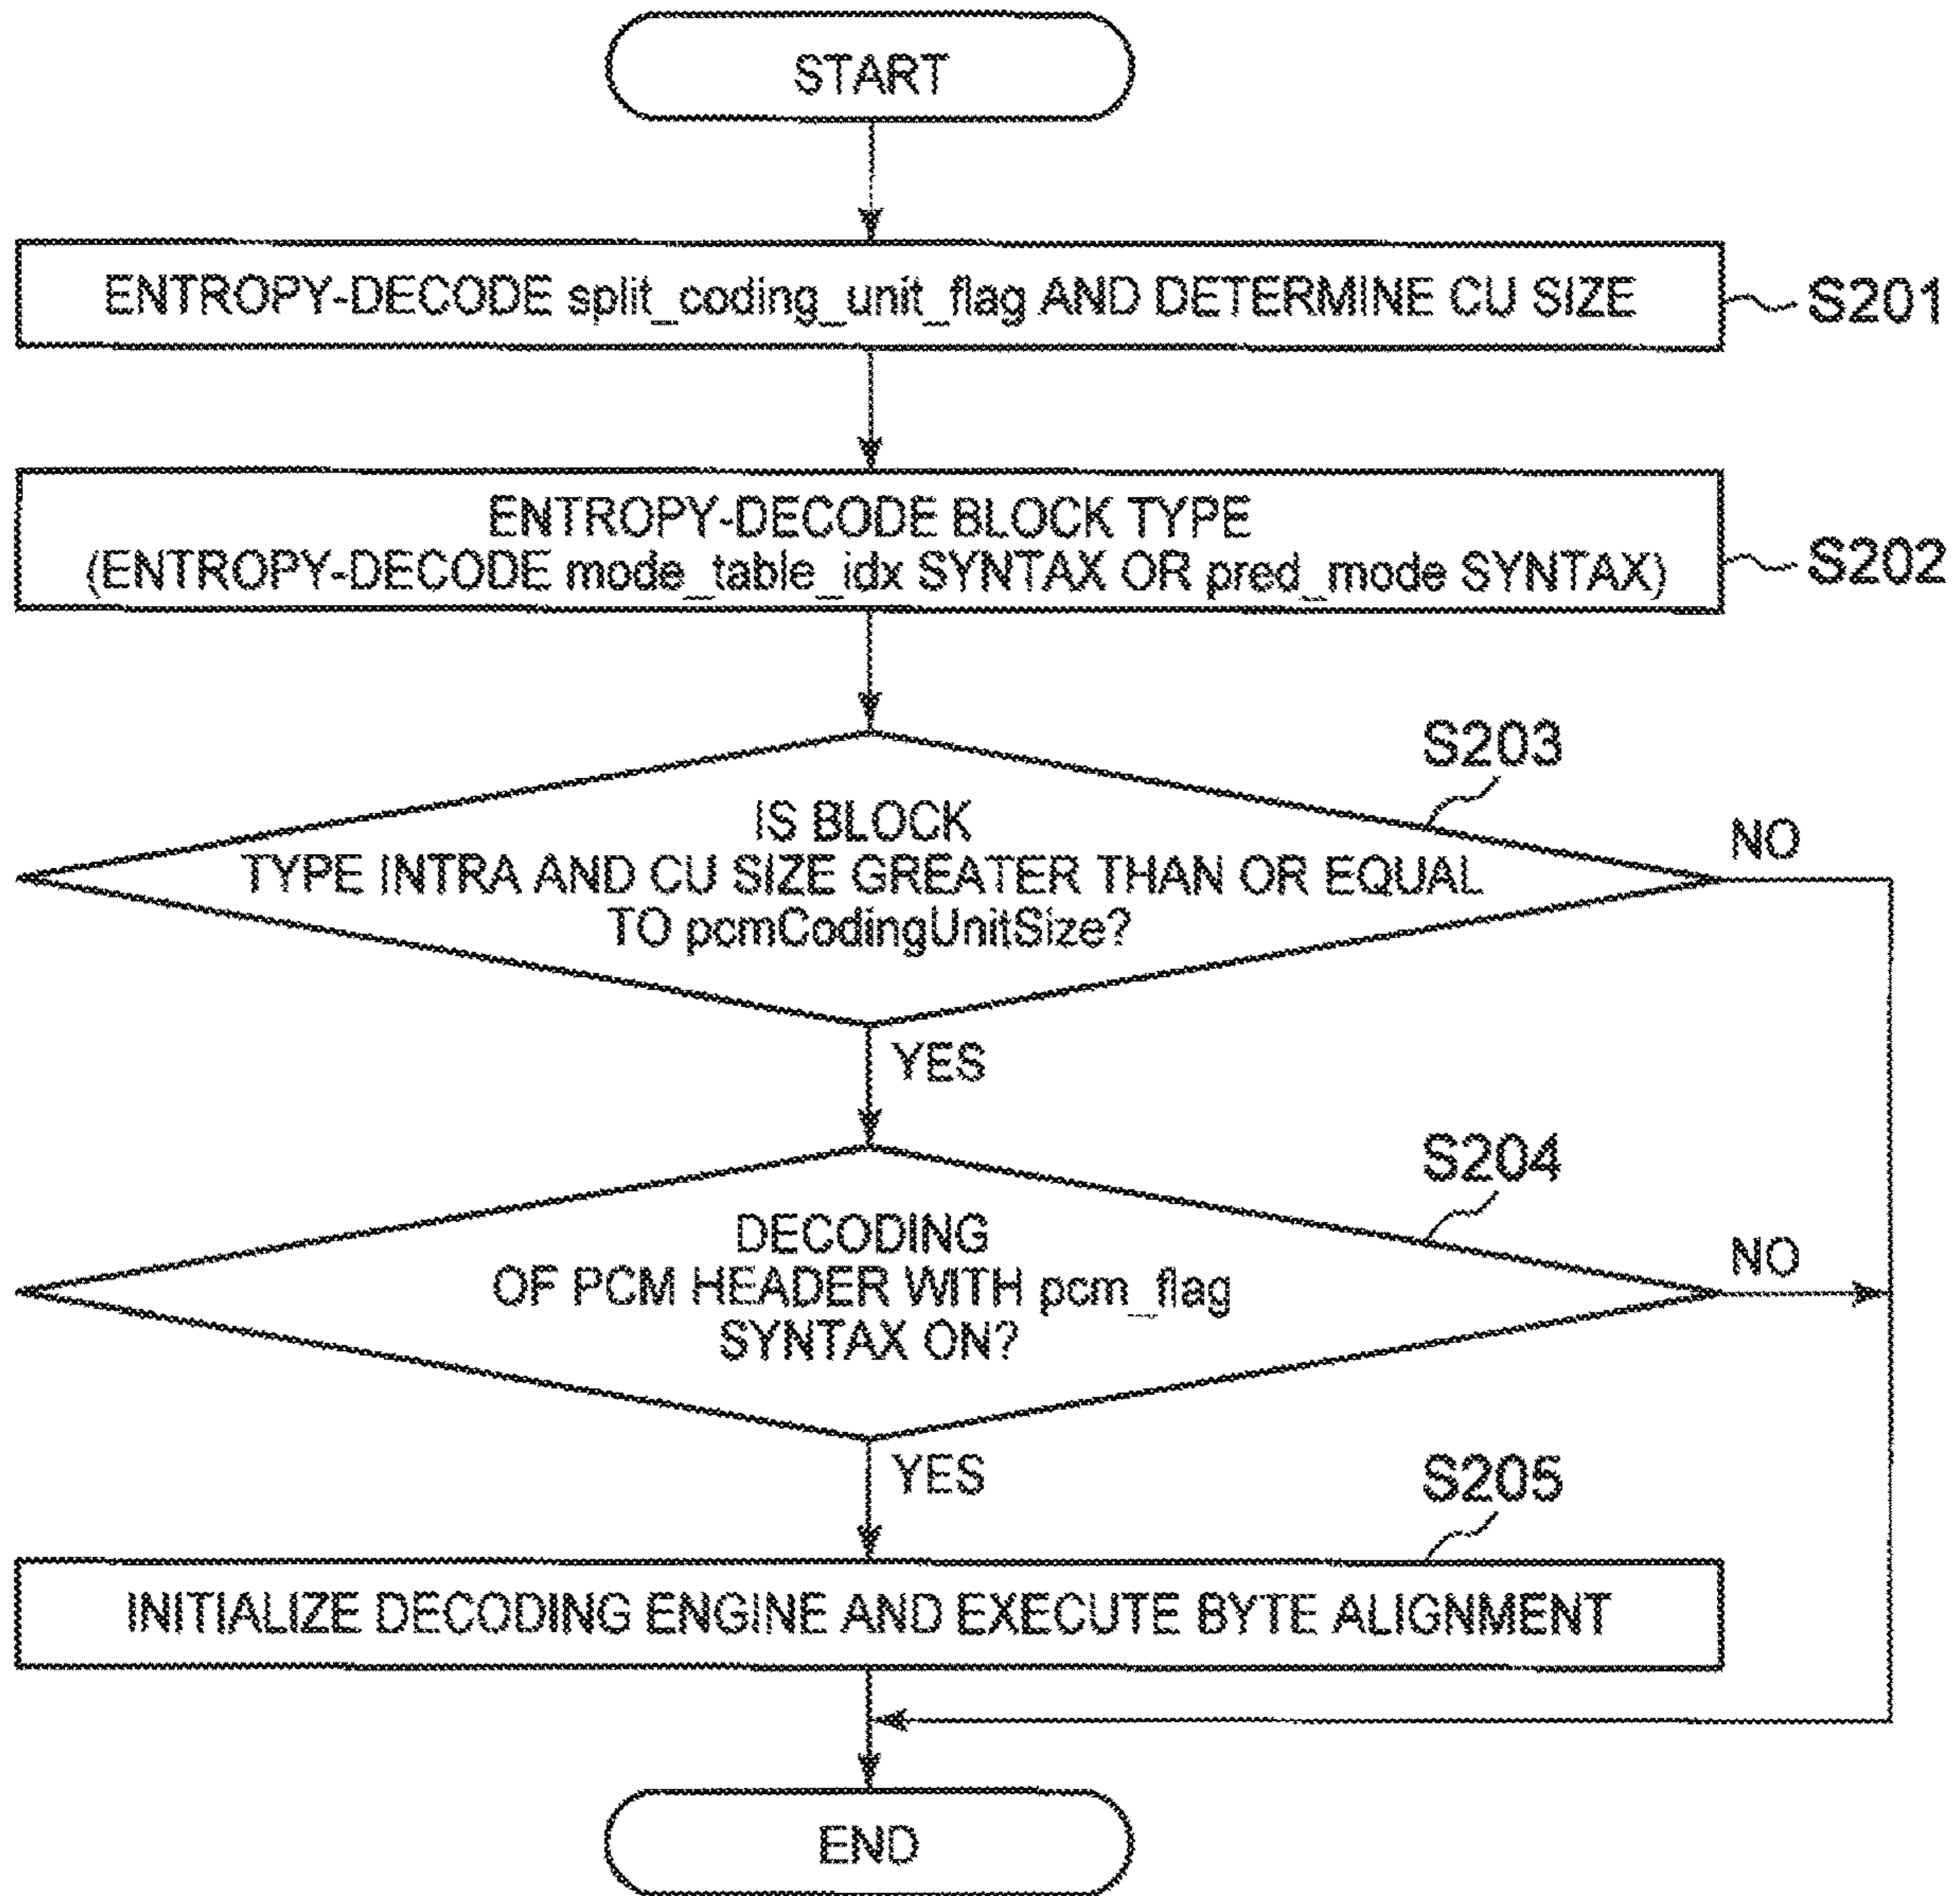 START
ENTROPY-DECODE split_coding_unit_flag AND DETERMINE CU SIZE
S201
ENTROPY-DECODE BLOCK TYPE
(ENTROPY-DECODE mode_table_idx SYNTAX OR pred_mode SYNTAX)
S202
S203
IS BLOCK
TYPE INTRA AND CU SIZE GREATER THAN OR EQUAL
TO pcmCodingUnitSize?
NO
YES
S204
DECODING
OF PCM HEADER WITH pcm_flag
SYNTAX ON?
NO
YES
S205
INITIALIZE DECODING ENGINE AND EXECUTE BYTE ALIGNMENT
END